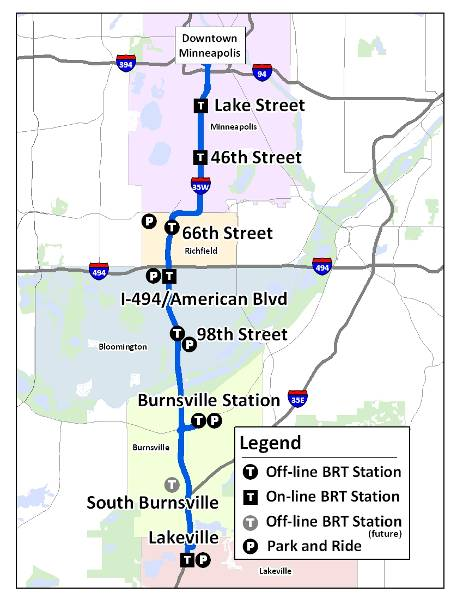 Downtown
Minneapolis
394
94
T Lake Street
Minneapolis
T 46th Street
35W
P
T 66th Street
Richfield
494
494
P T
I-494/American Blvd
T 98th Street
P
Bloomington
35E
Burnsville Station
T P
Burnsville
T
South Burnsville
Lakeville
T P
Lakeville
Legend
T Off-line BRT Station
T On-line BRT Station
T Off-line BRT Station
(future)
P Park and Ride